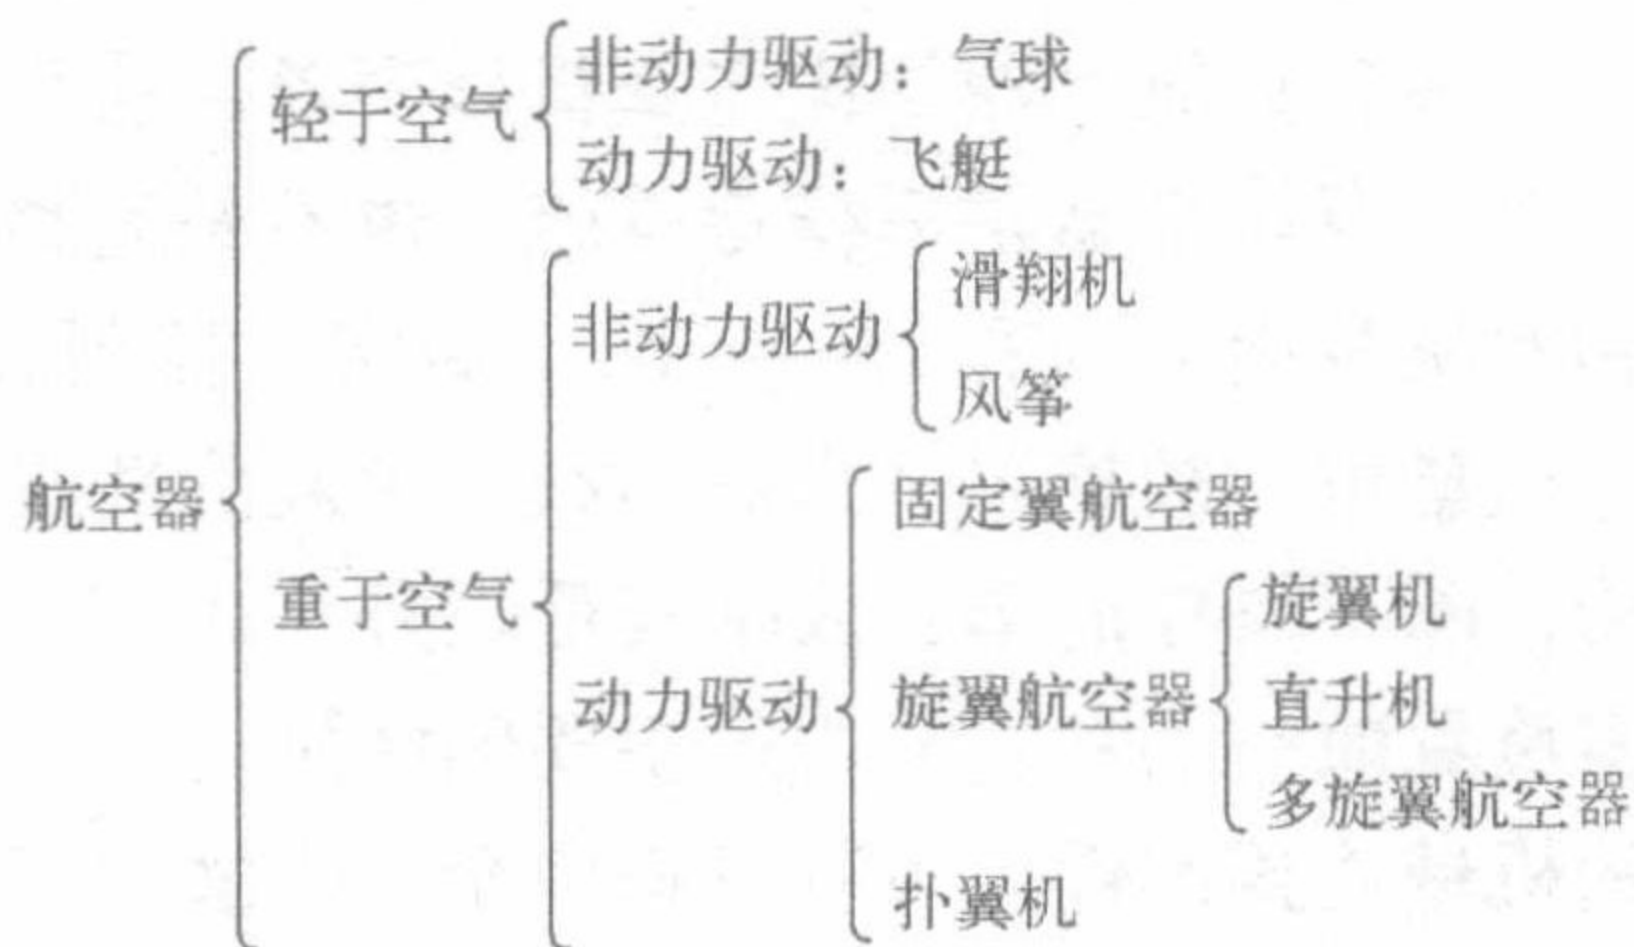 非动力驱动：气球
轻于空气
动力驱动：飞艇
滑翔机
非动力驱动
风筝
航空器
固定翼航空器
重于空气
旋翼机
动力驱动
旋翼航空器
直升机
多旋翼航空器
扑翼机